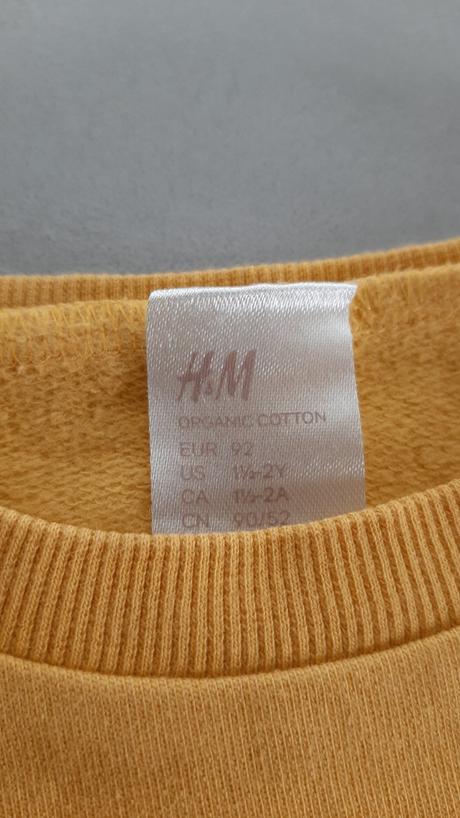 H&M
ORGANIC COTTON
EUR 92
US 1½-2Y
CA 1½-2A
CN 90/52